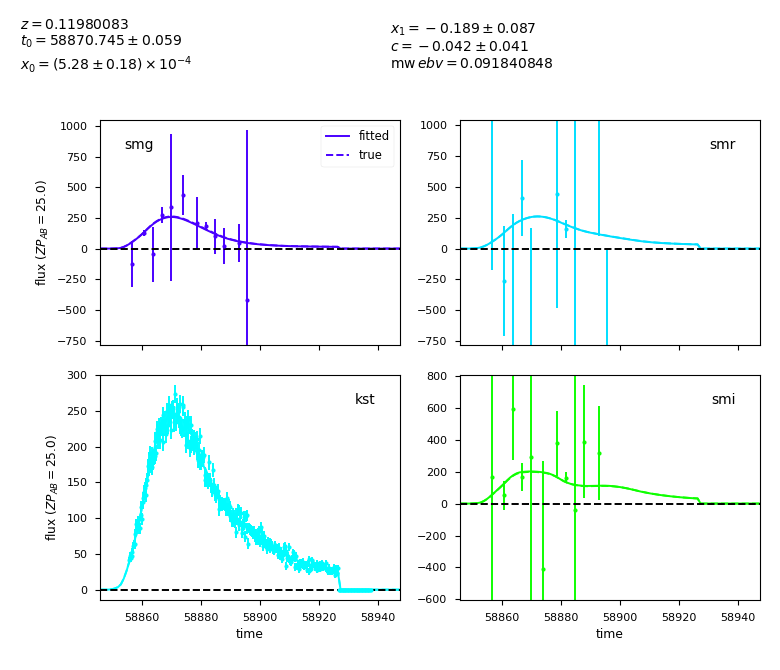 z = 0.11980083
t0 = 58870.745 ± 0.059
x0 = (5.28 ± 0.18) × 10^−4
x1 = −0.189 ± 0.087
c = −0.042 ± 0.041
mwebv = 0.091840848
1000
750
500
250
0
−250
−500
−750
flux (ZP_AB = 25.0)
smg
fitted
true
1000
750
500
250
0
−250
−500
−750
smr
300
250
200
150
100
50
0
flux (ZP_AB = 25.0)
kst
58860 58880 58900 58920 58940
time
800
600
400
200
0
−200
−400
−600
smi
58860 58880 58900 58920 58940
time